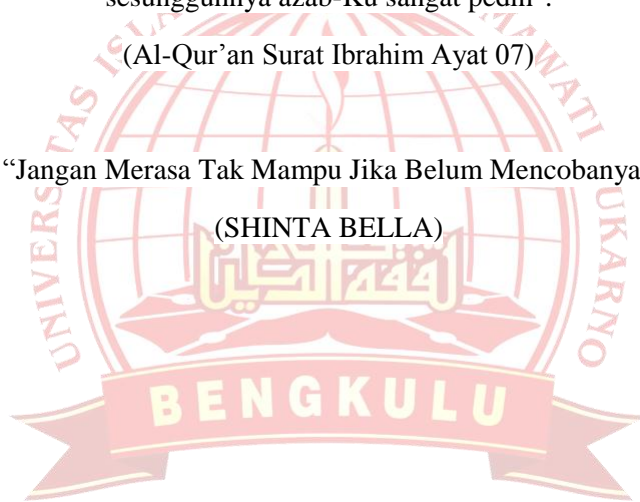 sesungguhnya azab-Ku sangat pedih".
(Al-Qur'an Surat Ibrahim Ayat 07)
“Jangan Merasa Tak Mampu Jika Belum Mencobanya
(SHINTA BELLA)
BENGKULU